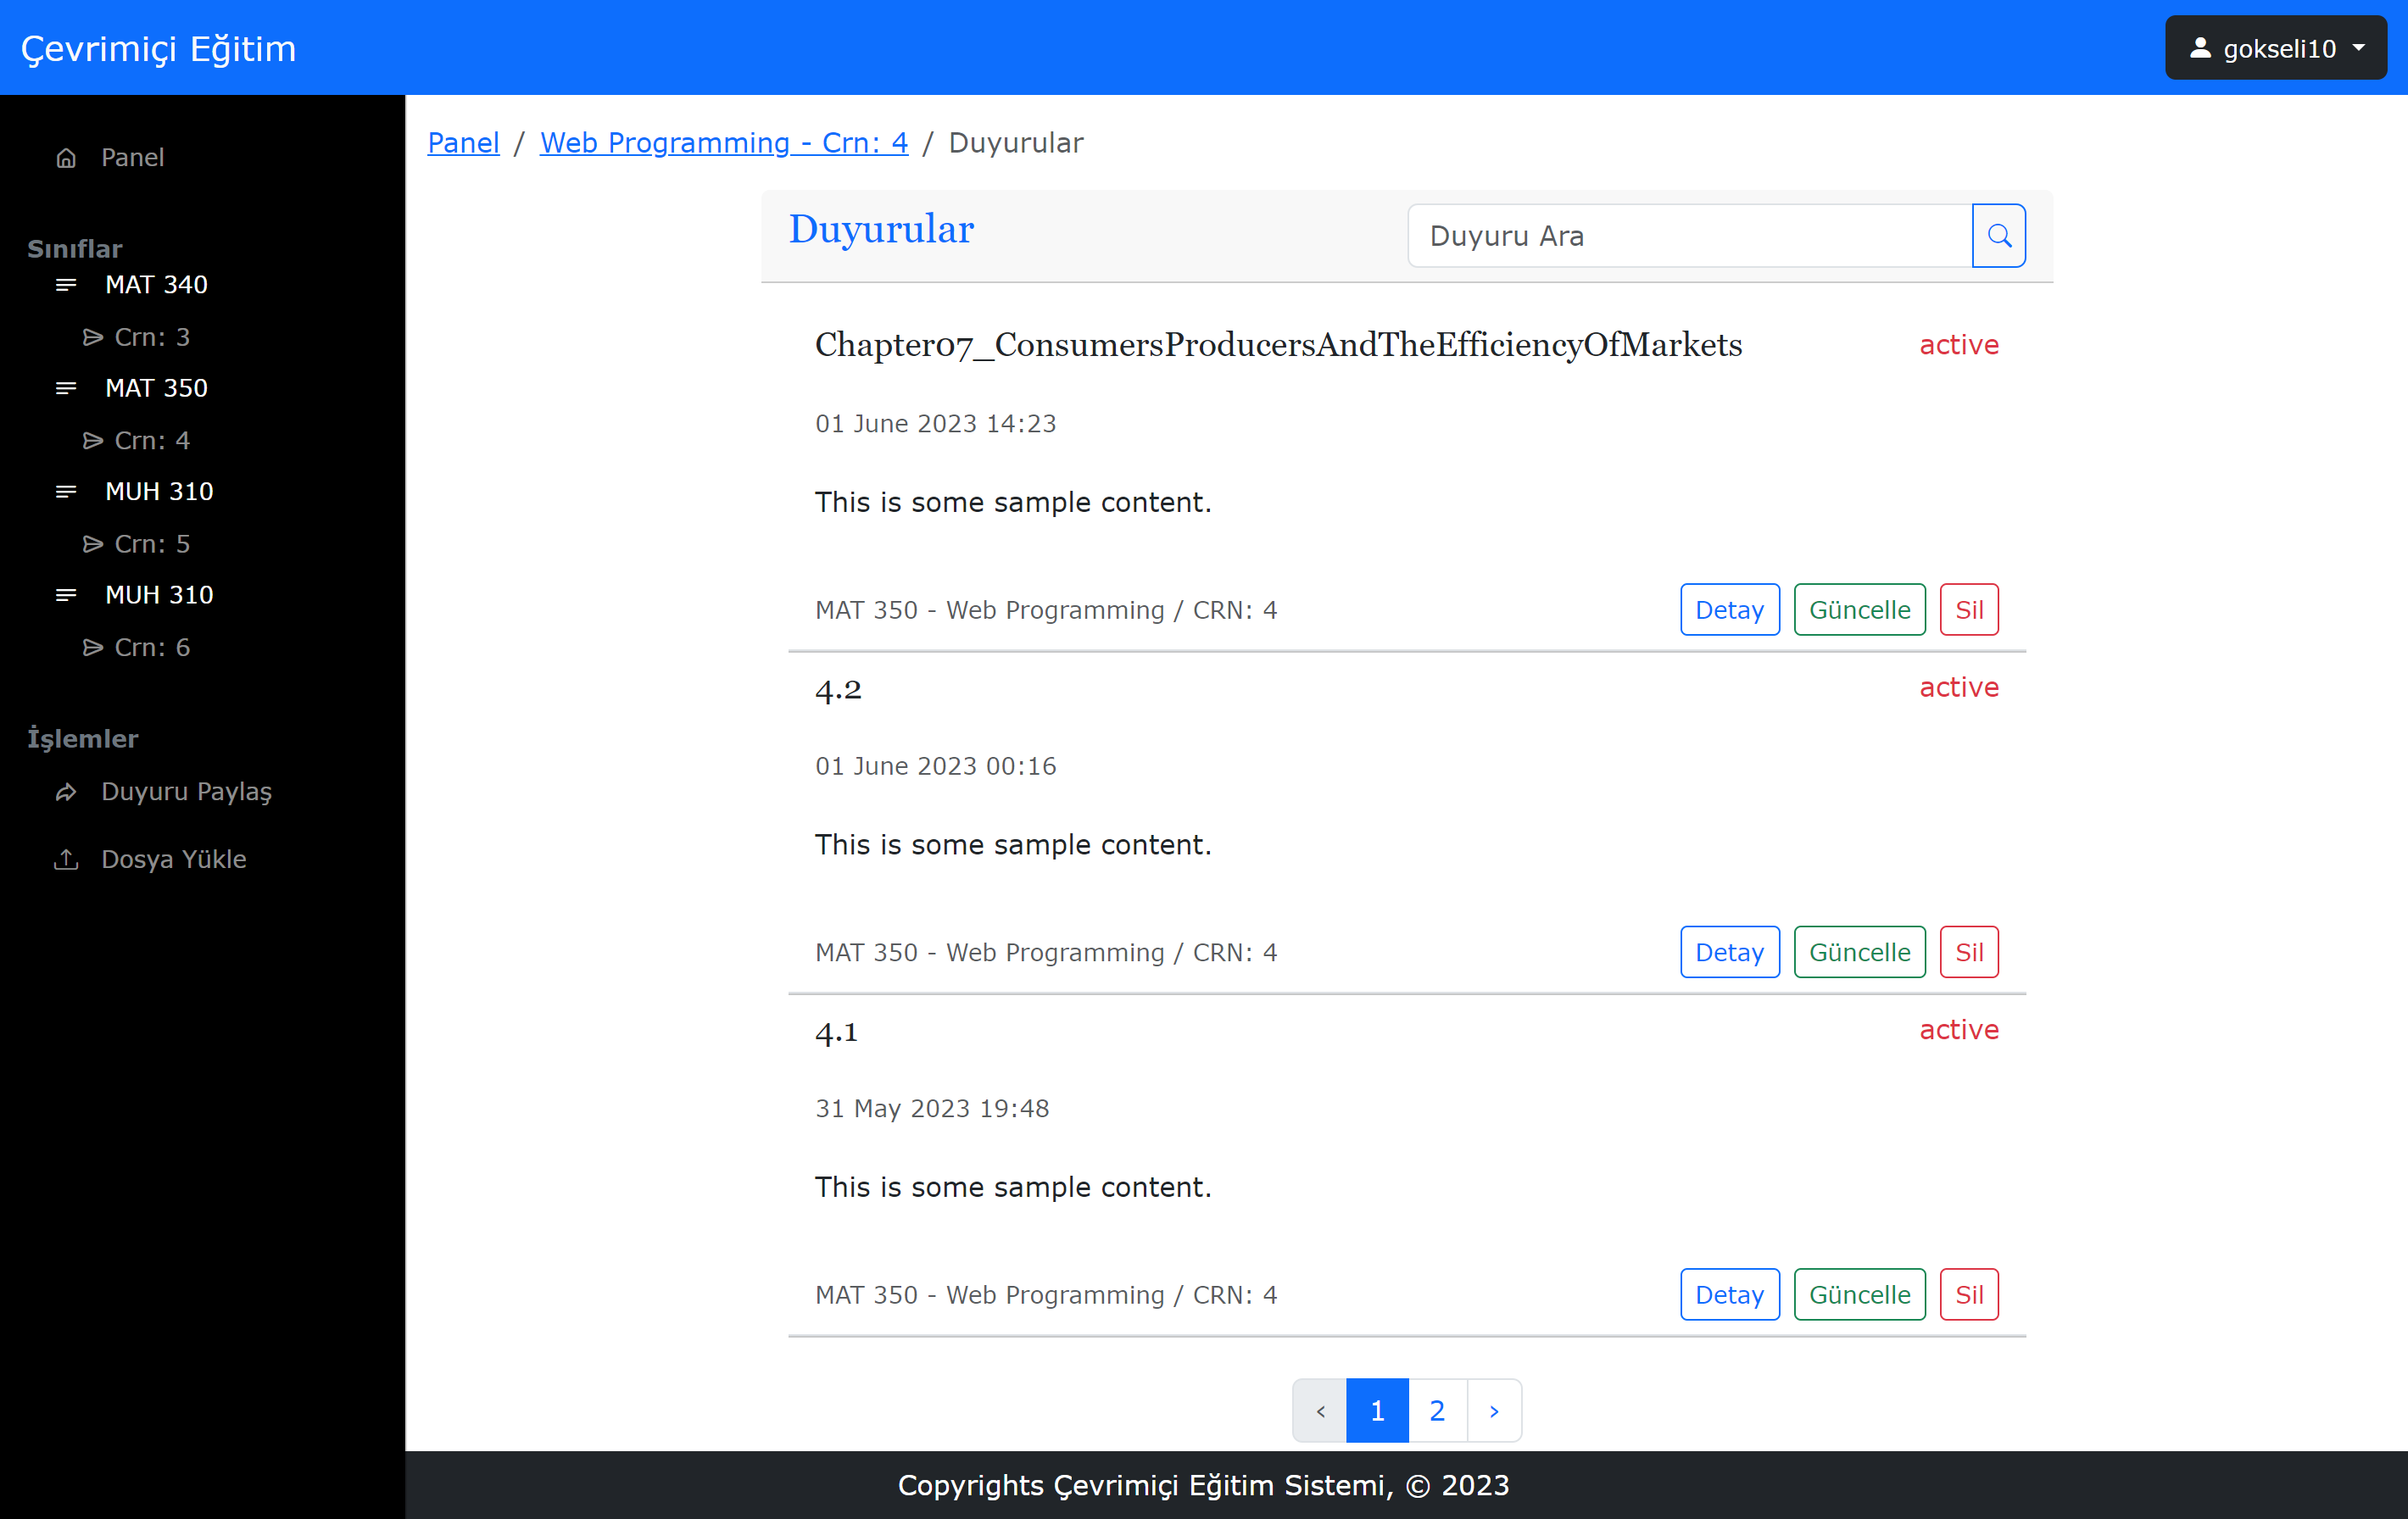 Çevrimiçi Eğitim
gokseli10
Panel
Sınıflar
MAT 340
Crn: 3
MAT 350
Crn: 4
MUH 310
Crn: 5
MUH 310
Crn: 6
İşlemler
Duyuru Paylaş
Dosya Yükle
Panel / Web Programming - Crn: 4 / Duyurular
Duyurular
Duyuru Ara
Chapter07_ConsumersProducersAndTheEfficiencyOfMarkets active
01 June 2023 14:23
This is some sample content.
MAT 350 - Web Programming / CRN: 4 Detay Güncelle Sil
4.2 active
01 June 2023 00:16
This is some sample content.
MAT 350 - Web Programming / CRN: 4 Detay Güncelle Sil
4.1 active
31 May 2023 19:48
This is some sample content.
MAT 350 - Web Programming / CRN: 4 Detay Güncelle Sil
‹ 1 2 ›
Copyrights Çevrimiçi Eğitim Sistemi, © 2023